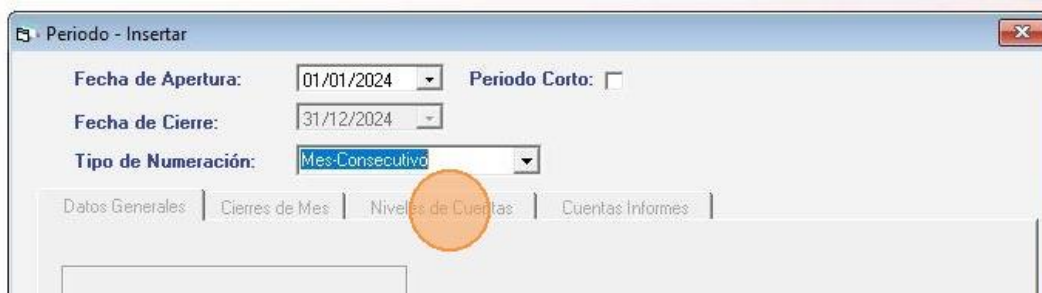 Periodo - Insertar
Fecha de Apertura: 01/01/2024 Periodo Corto:
Fecha de Cierre: 31/12/2024
Tipo de Numeración: Mes-Consecutivo
Datos Generales Cierres de Mes Niveles de Cuentas Cuentas Informes